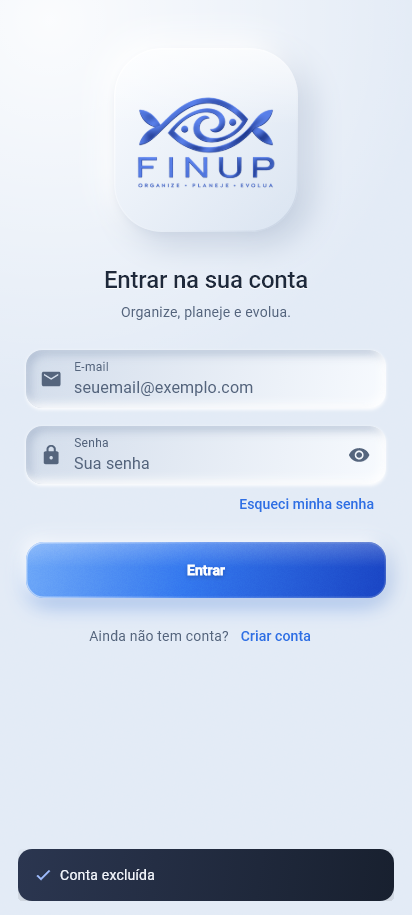 FINUP
ORGANIZE • PLANEJE • EVOLUA
Entrar na sua conta
Organize, planeje e evolua.
E-mail
seuemail@exemplo.com
Senha
Sua senha
Esqueci minha senha
Entrar
Ainda não tem conta? Criar conta
Conta excluída